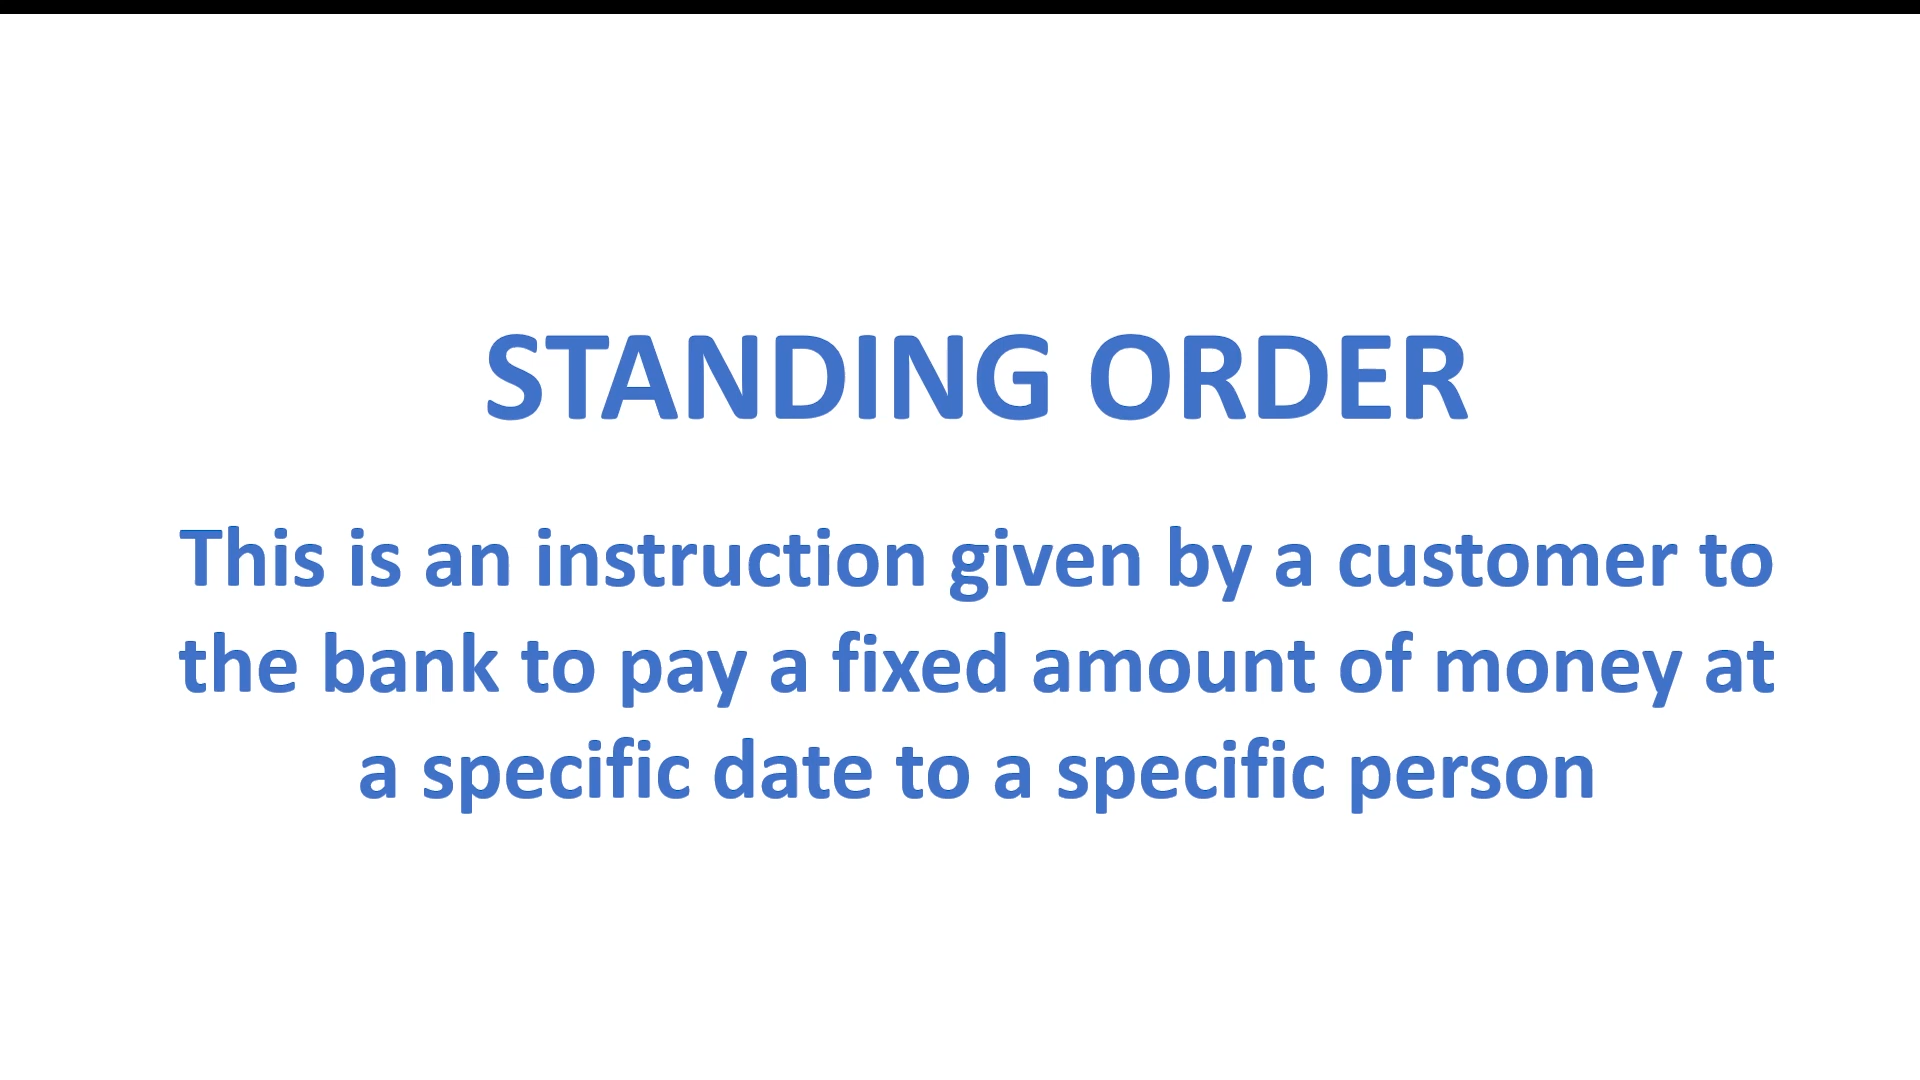 STANDING ORDER
This is an instruction given by a customer to
the bank to pay a fixed amount of money at
a specific date to a specific person